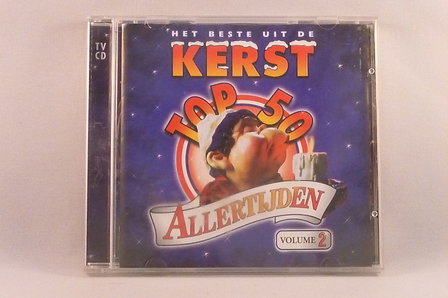 HET BESTE UIT DE
KERST
TOP 50
ALLERTIJDEN
VOLUME 2
TV
CD